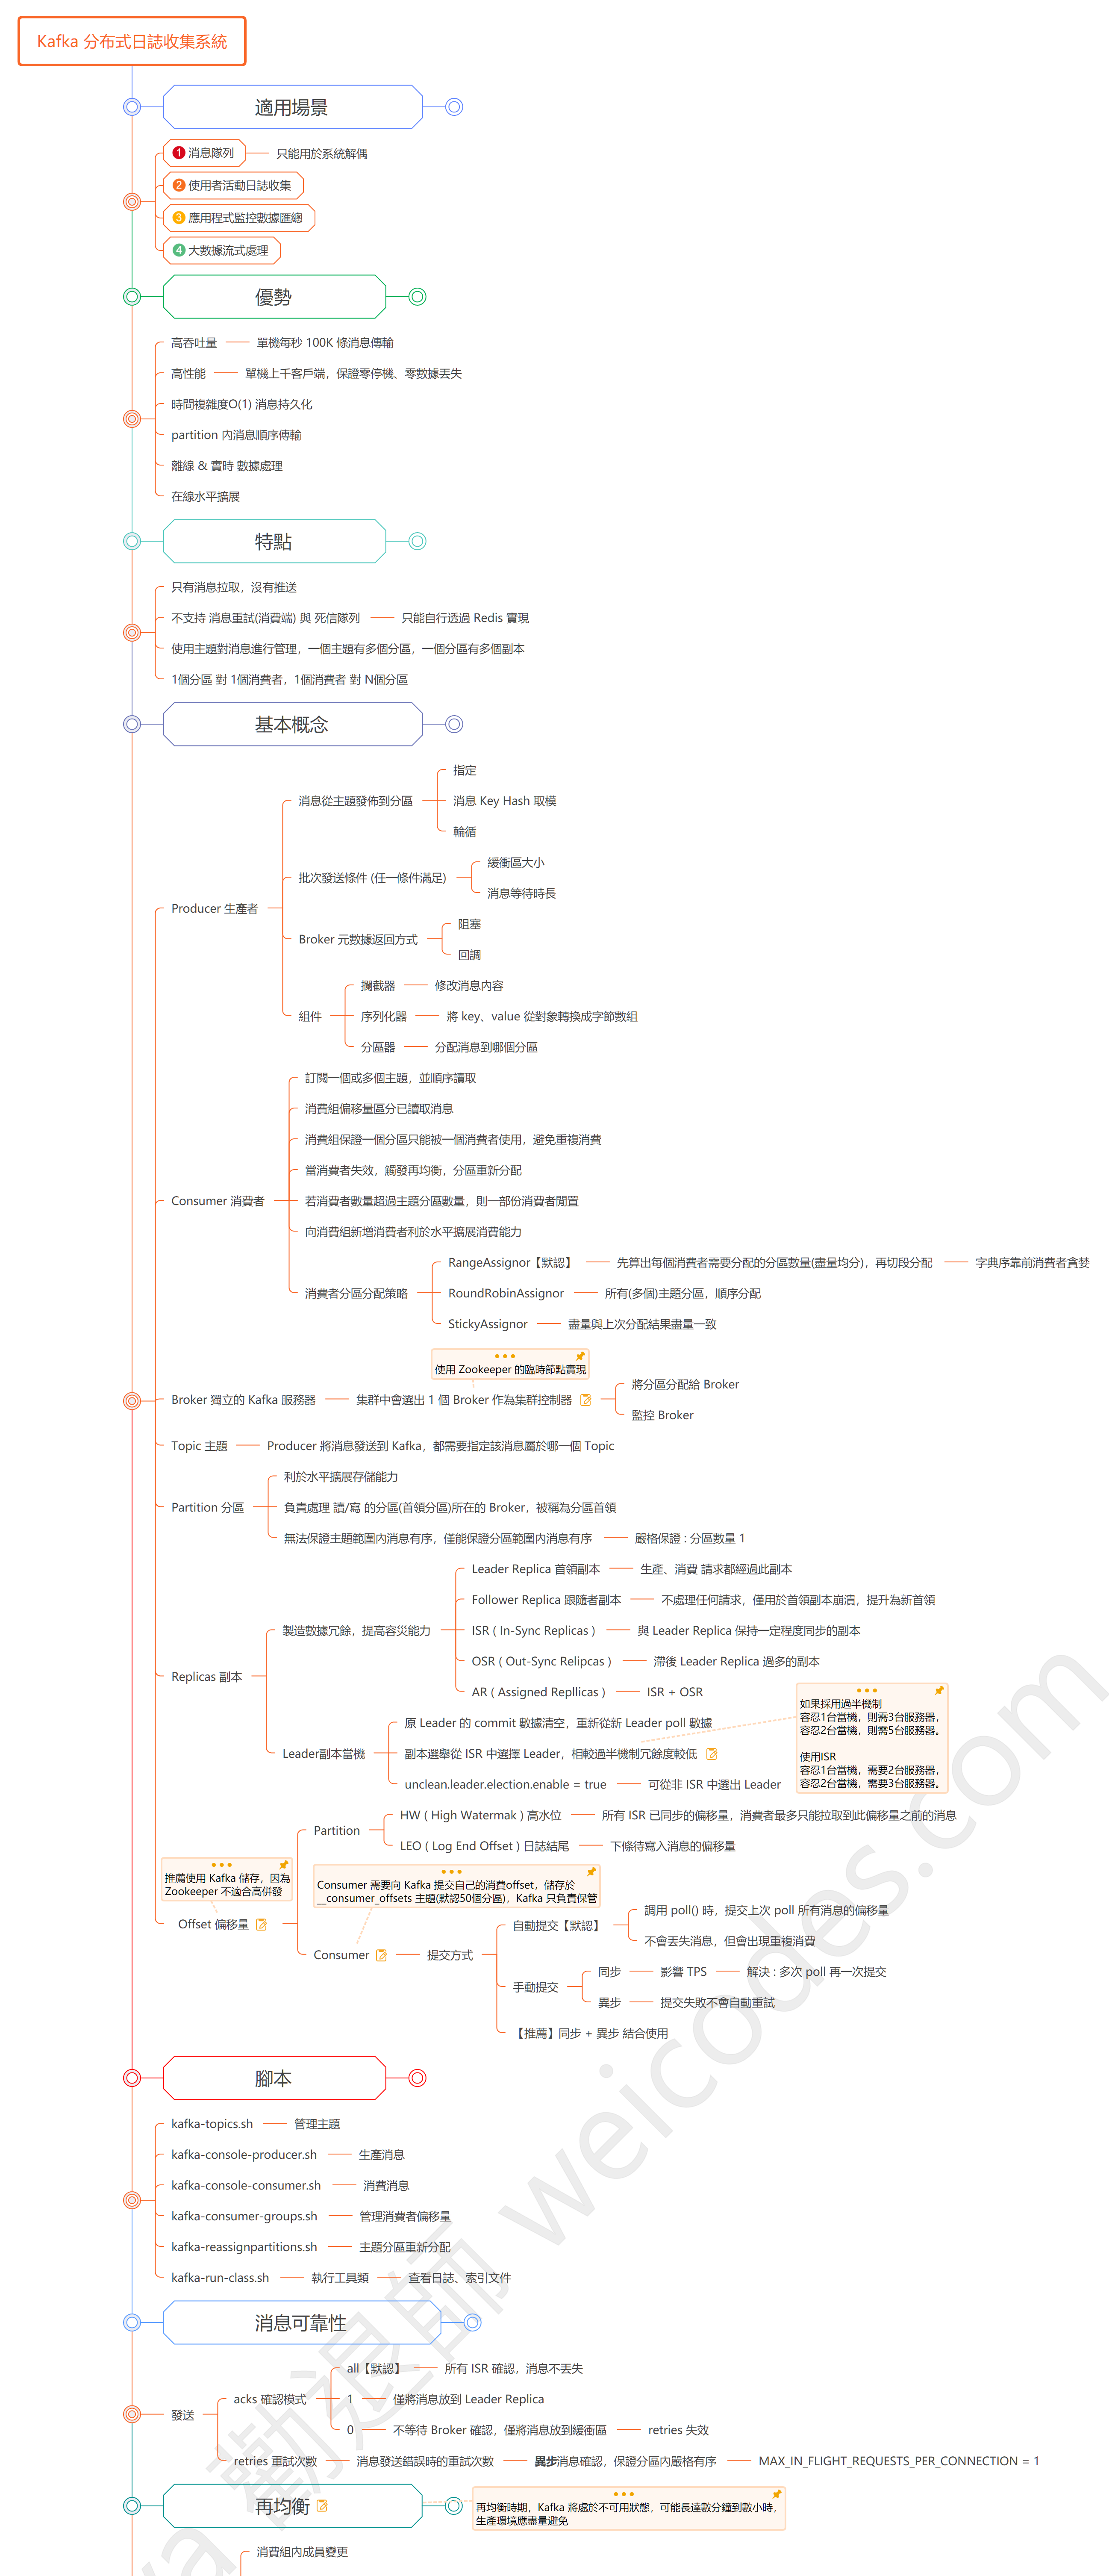 Kafka 分布式日誌收集系統
適用場景
1 消息隊列
只能用於系統解偶
2 使用者活動日誌收集
3 應用程式監控數據匯總
4 大數據流式處理
優勢
高吞吐量
單機每秒 100K 條消息傳輸
高性能
單機上千客戶端，保證零停機、零數據丟失
時間複雜度O(1) 消息持久化
partition 內消息順序傳輸
離線 & 實時 數據處理
在線水平擴展
特點
只有消息拉取，沒有推送
不支持 消息重試(消費端) 與 死信隊列
只能自行透過 Redis 實現
使用主題對消息進行管理，一個主題有多個分區，一個分區有多個副本
1個分區 對 1個消費者，1個消費者 對 N個分區
基本概念
Producer 生產者
消息從主題發佈到分區
指定
消息 Key Hash 取模
輪循
批次發送條件 (任一條件滿足)
緩衝區大小
消息等待時長
Broker 元數據返回方式
阻塞
回調
組件
攔截器
修改消息內容
序列化器
將 key、value 從對象轉換成字節數組
分區器
分配消息到哪個分區
Consumer 消費者
訂閱一個或多個主題，並順序讀取
消費組偏移量區分已讀取消息
消費組保證一個分區只能被一個消費者使用，避免重複消費
當消費者失效，觸發再均衡，分區重新分配
若消費者數量超過主題分區數量，則一部份消費者閒置
向消費組新增消費者利於水平擴展消費能力
消費者分區分配策略
RangeAssignor【默認】
先算出每個消費者需要分配的分區數量(盡量均分)，再切段分配
字典序靠前消費者貪婪
RoundRobinAssignor
所有(多個)主題分區，順序分配
StickyAssignor
盡量與上次分配結果盡量一致
使用 Zookeeper 的臨時節點實現
Broker 獨立的 Kafka 服務器
集群中會選出 1 個 Broker 作為集群控制器
將分區分配給 Broker
監控 Broker
Topic 主題
Producer 將消息發送到 Kafka，都需要指定該消息屬於哪一個 Topic
Partition 分區
利於水平擴展存儲能力
負責處理 讀/寫 的分區(首領分區)所在的 Broker，被稱為分區首領
無法保證主題範圍內消息有序，僅能保證分區範圍內消息有序
嚴格保證 : 分區數量 1
Replicas 副本
製造數據冗餘，提高容災能力
Leader Replica 首領副本
生產、消費 請求都經過此副本
Follower Replica 跟隨者副本
不處理任何請求，僅用於首領副本崩潰，提升為新首領
ISR ( In-Sync Replicas )
與 Leader Replica 保持一定程度同步的副本
OSR ( Out-Sync Relipcas )
滯後 Leader Replica 過多的副本
AR ( Assigned Repllicas )
ISR + OSR
Leader副本當機
原 Leader 的 commit 數據清空，重新從新 Leader poll 數據
副本選舉從 ISR 中選擇 Leader，相較過半機制冗餘度較低
如果採用過半機制
容忍1台當機，則需3台服務器，
容忍2台當機，則需5台服務器。
使用ISR
容忍1台當機，需要2台服務器，
容忍2台當機，需要3台服務器。
unclean.leader.election.enable = true
可從非 ISR 中選出 Leader
推薦使用 Kafka 儲存，因為
Zookeeper 不適合高併發
Offset 偏移量
Partition
HW ( High Watermak ) 高水位
所有 ISR 已同步的偏移量，消費者最多只能拉取到此偏移量之前的消息
LEO ( Log End Offset ) 日誌結尾
下條待寫入消息的偏移量
Consumer 需要向 Kafka 提交自己的消費offset，儲存於
__consumer_offsets 主題(默認50個分區)，Kafka 只負責保管
Consumer
提交方式
自動提交【默認】
調用 poll() 時，提交上次 poll 所有消息的偏移量
不會丟失消息，但會出現重複消費
手動提交
同步
影響 TPS
解決 : 多次 poll 再一次提交
異步
提交失敗不會自動重試
【推薦】同步 + 異步 結合使用
腳本
kafka-topics.sh
管理主題
kafka-console-producer.sh
生產消息
kafka-console-consumer.sh
消費消息
kafka-consumer-groups.sh
管理消費者偏移量
kafka-reassignpartitions.sh
主題分區重新分配
kafka-run-class.sh
執行工具類
查看日誌、索引文件
消息可靠性
發送
acks 確認模式
all【默認】
所有 ISR 確認，消息不丟失
1
僅將消息放到 Leader Replica
0
不等待 Broker 確認，僅將消息放到緩衝區
retries 失效
retries 重試次數
消息發送錯誤時的重試次數
異步消息確認，保證分區內嚴格有序
MAX_IN_FLIGHT_REQUESTS_PER_CONNECTION = 1
再均衡
再均衡時期，Kafka 將處於不可用狀態，可能長達數分鐘到數小時，
生產環境應盡量避免
消費組內成員變更
勸退師 weicodes.com